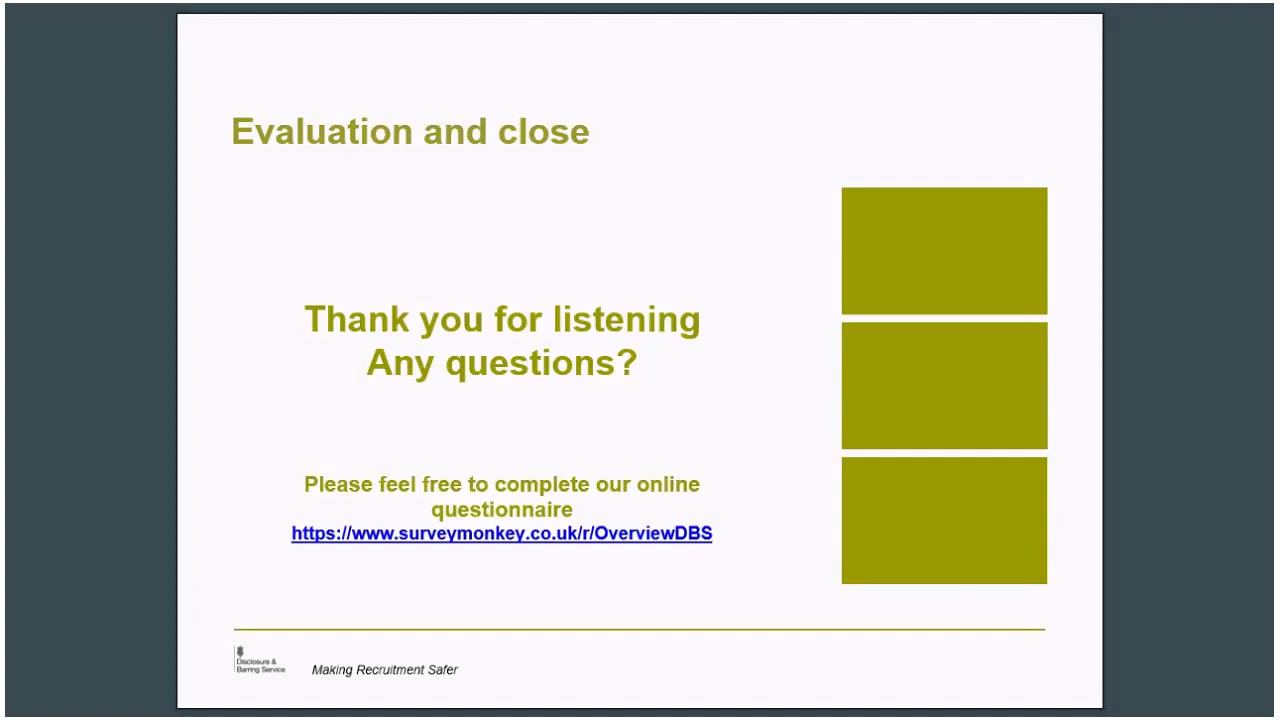 Evaluation and close
Thank you for listening
Any questions?
Please feel free to complete our online
questionnaire
https://www.surveymonkey.co.uk/r/OverviewDBS
Disclosure &
Barring Service
Making Recruitment Safer